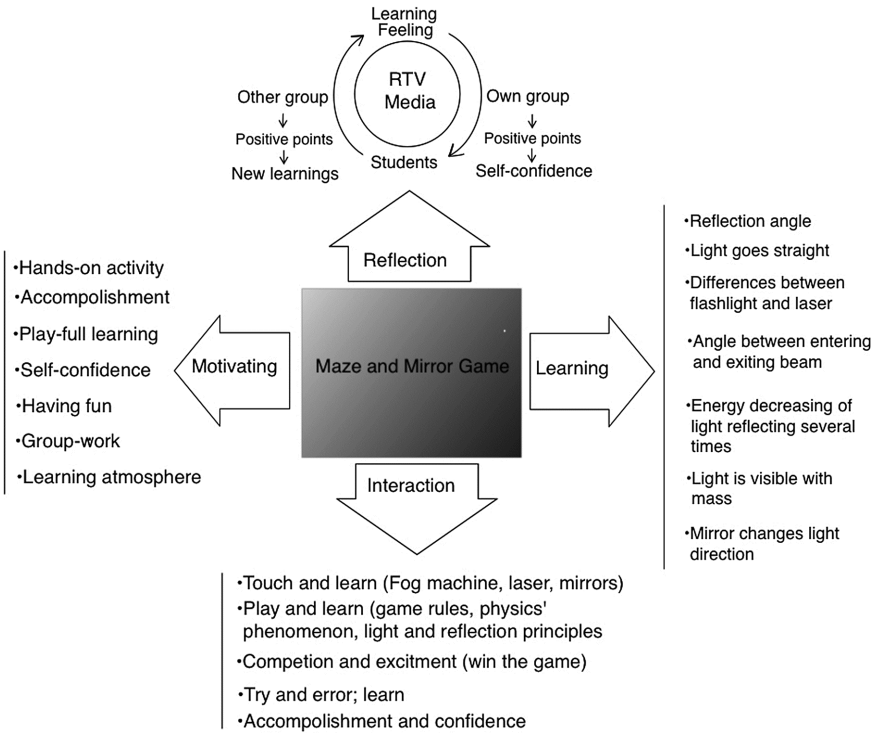 Learning
Feeling
RTV
Media
Other group
Positive points
New learnings
Own group
Positive points
Self-confidence
Students
Reflection
•Hands-on activity
•Accompolishment
•Play-full learning
•Self-confidence
•Having fun
•Group-work
•Learning atmosphere
Motivating
Maze and Mirror Game
Learning
•Reflection angle
•Light goes straight
•Differences between
flashlight and laser
•Angle between entering
and exiting beam
•Energy decreasing of
light reflecting several
times
•Light is visible with
mass
•Mirror changes light
direction
Interaction
•Touch and learn (Fog machine, laser, mirrors)
•Play and learn (game rules, physics'
phenomenon, light and reflection principles
•Competion and excitment (win the game)
•Try and error; learn
•Accompolishment and confidence